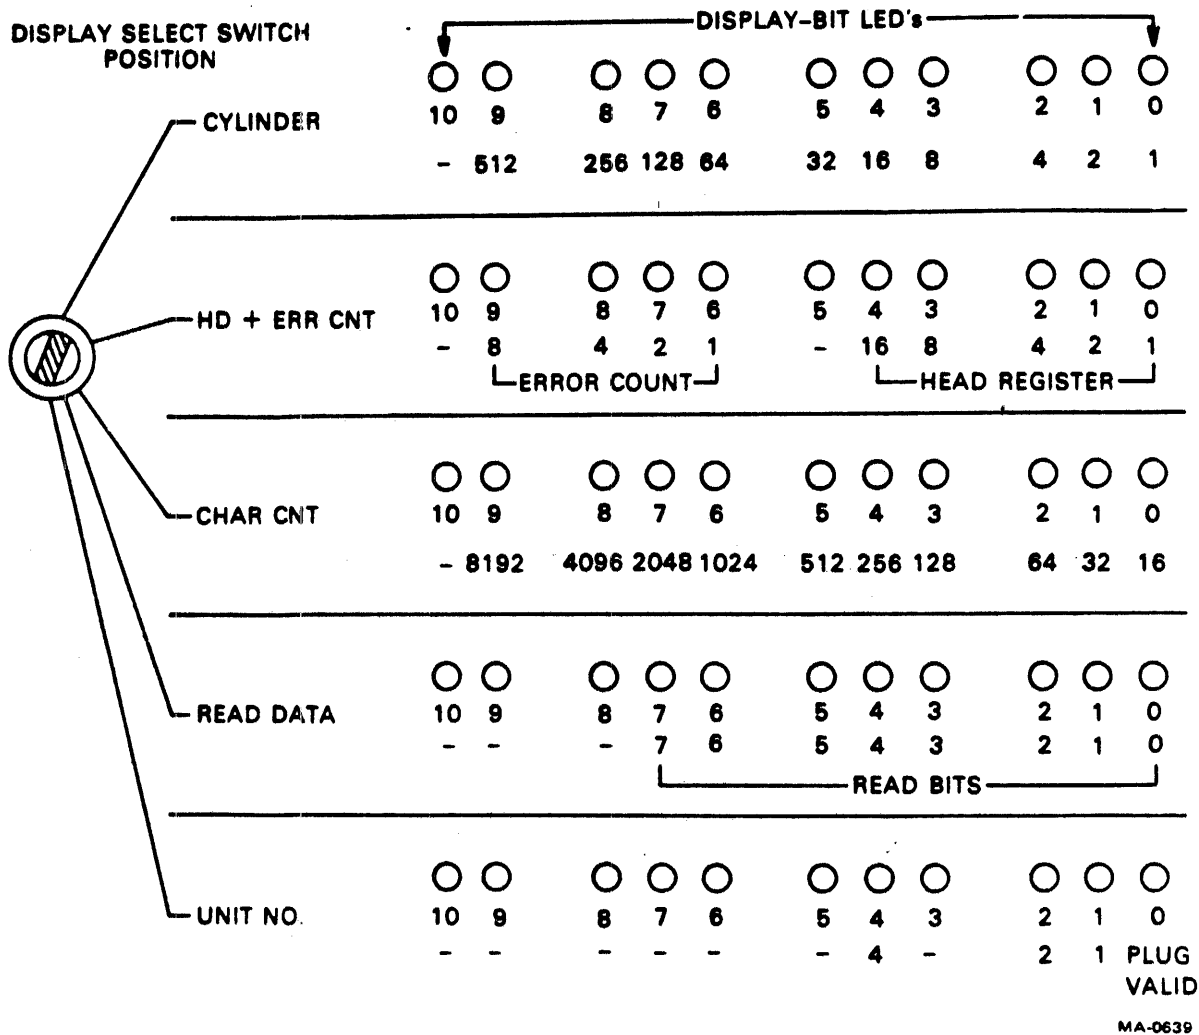 DISPLAY SELECT SWITCH
POSITION
DISPLAY-BIT LED's
CYLINDER
10 9 8 7 6 5 4 3 2 1 0
- 512 256 128 64 32 16 8 4 2 1
HD + ERR CNT
10 9 8 7 6 5 4 3 2 1 0
- 8 4 2 1 - 16 8 4 2 1
ERROR COUNT HEAD REGISTER
CHAR CNT
10 9 8 7 6 5 4 3 2 1 0
- 8192 4096 2048 1024 512 256 128 64 32 16
READ DATA
10 9 8 7 6 5 4 3 2 1 0
- - - 7 6 5 4 3 2 1 0
READ BITS
UNIT NO.
10 9 8 7 6 5 4 3 2 1 0
- - - - - - 4 - 2 1 PLUG
VALID
MA-0639